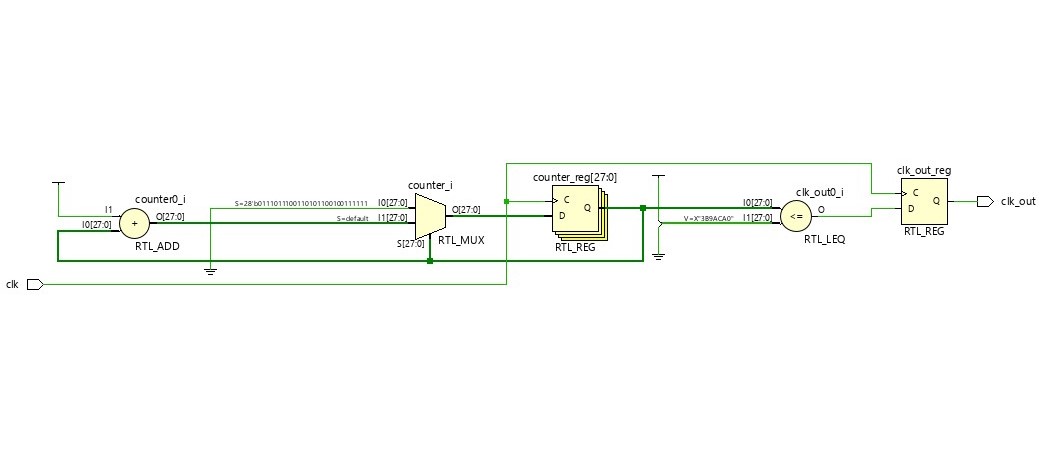 counter_reg[27:0]
clk_out_reg
counter_i
counter0_i
clk_out0_i
I1
I0[27:0]
O[27:0]
+
RTL_ADD
S=28'b0111011100110101100100111111
I0[27:0]
S=default
I1[27:0]
S[27:0]
O[27:0]
RTL_MUX
C
D
Q
RTL_REG
I0[27:0]
V=X"3B9ACA0"
I1[27:0]
<=
O
RTL_LEQ
C
D
Q
RTL_REG
clk_out
clk